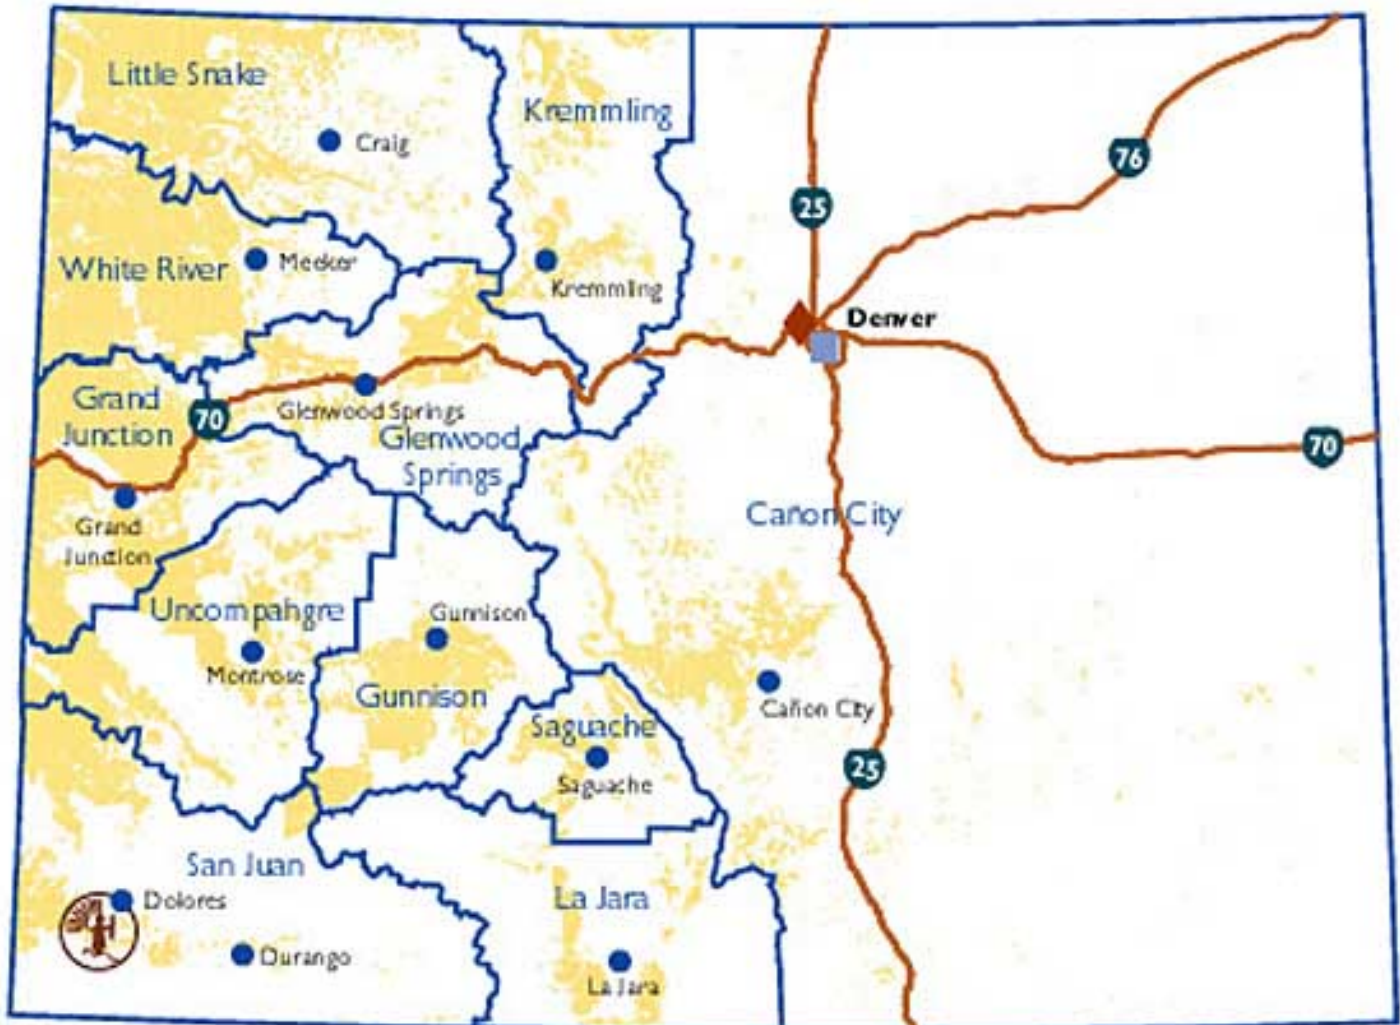 Little Snake
Craig
Kremmling
Kremmling
White River
Meeker
25
76
Denver
Grand
Junction
70
Glenwood Springs
Glenwood
Springs
70
Grand
Junction
Cañon City
Uncompahgre
Montrose
Gunnison
Gunnison
Saguache
Saguache
Cañon City
25
San Juan
Dolores
Durango
La Jara
La Jara